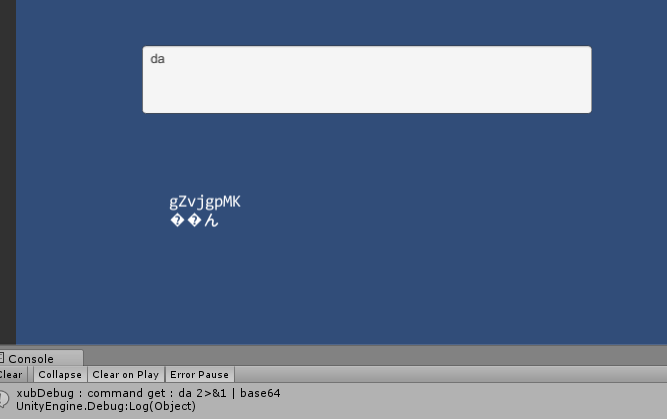 da
gZvjgpMK
��ん
Console
Clear Collapse Clear on Play Error Pause
xubDebug : command get : da 2>&1 | base64
UnityEngine.Debug:Log(Object)